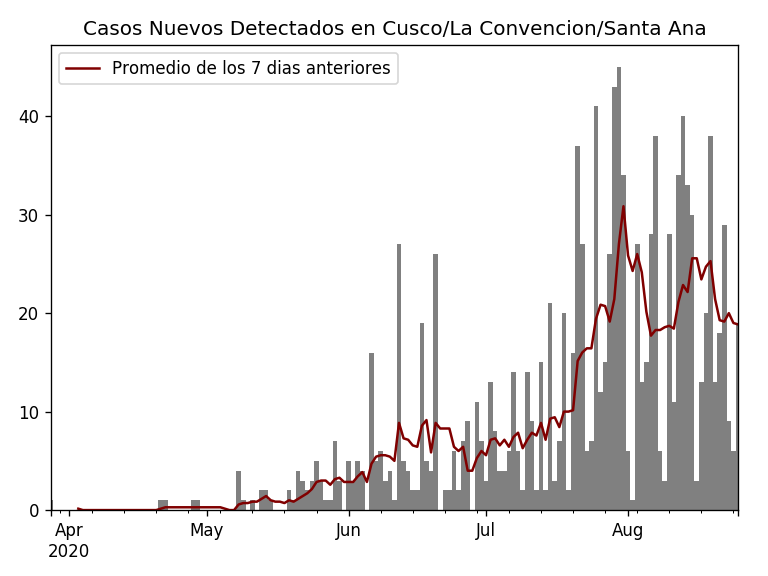 Casos Nuevos Detectados en Cusco/La Convencion/Santa Ana
Promedio de los 7 dias anteriores
40
30
20
10
0
Apr May Jun Jul Aug
2020